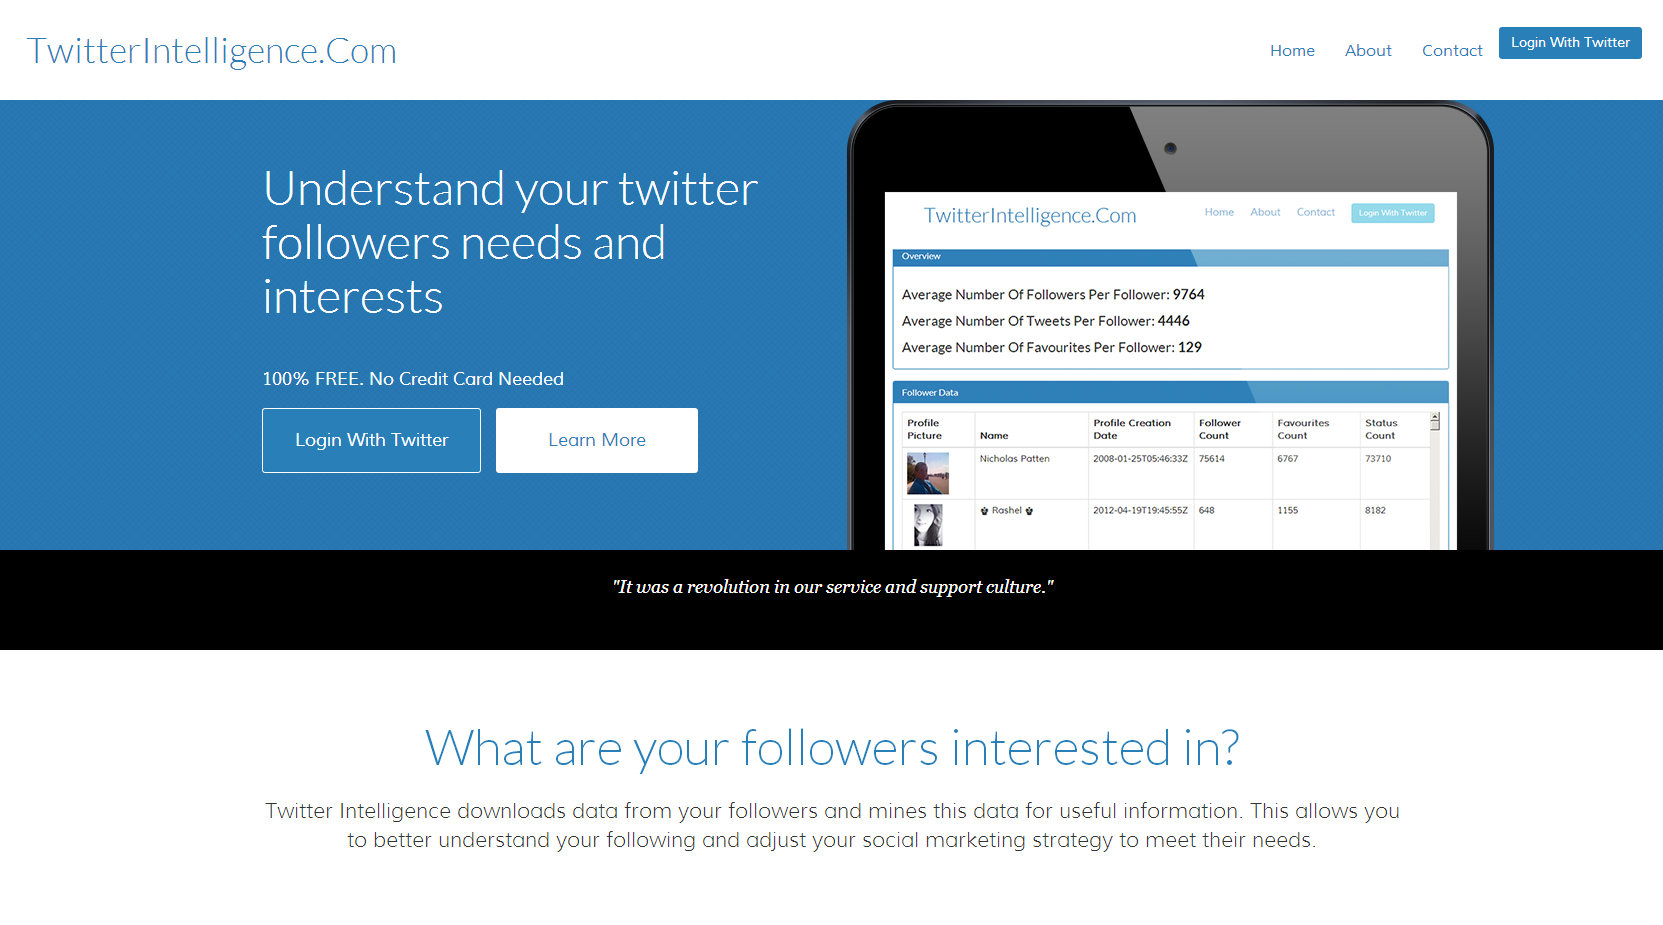 TwitterIntelligence.Com
Home About Contact Login With Twitter
Understand your twitter
followers needs and
interests
100% FREE. No Credit Card Needed
Login With Twitter Learn More
TwitterIntelligence.Com Home About Contact Login With Twitter
Overview
Average Number Of Followers Per Follower: 9764
Average Number Of Tweets Per Follower: 4446
Average Number Of Favourites Per Follower: 129
Follower Data
Profile Picture Name Profile Creation Date Follower Count Favourites Count Status Count
Nicholas Patten 2008-01-25T05:46:33Z 75614 6767 73710
Rashel 2012-04-19T19:45:55Z 648 1155 8182
"It was a revolution in our service and support culture."
What are your followers interested in?
Twitter Intelligence downloads data from your followers and mines this data for useful information. This allows you
to better understand your following and adjust your social marketing strategy to meet their needs.